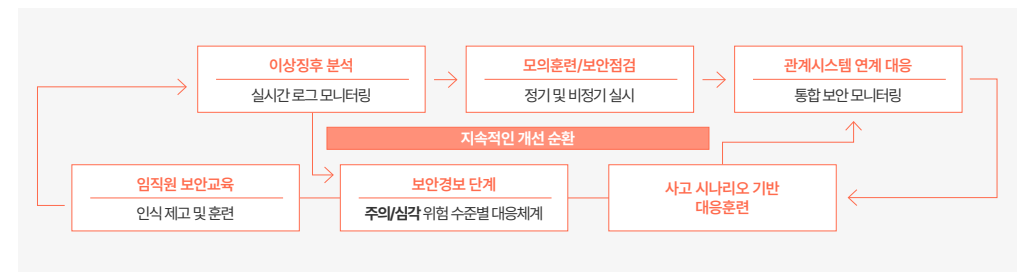 이상징후 분석
실시간 로그 모니터링
모의훈련/보안점검
정기 및 비정기 실시
관계시스템 연계 대응
통합 보안 모니터링
지속적인 개선 순환
임직원 보안교육
인식 제고 및 훈련
보안경보 단계
주의/심각 위험 수준별 대응체계
사고 시나리오 기반
대응훈련